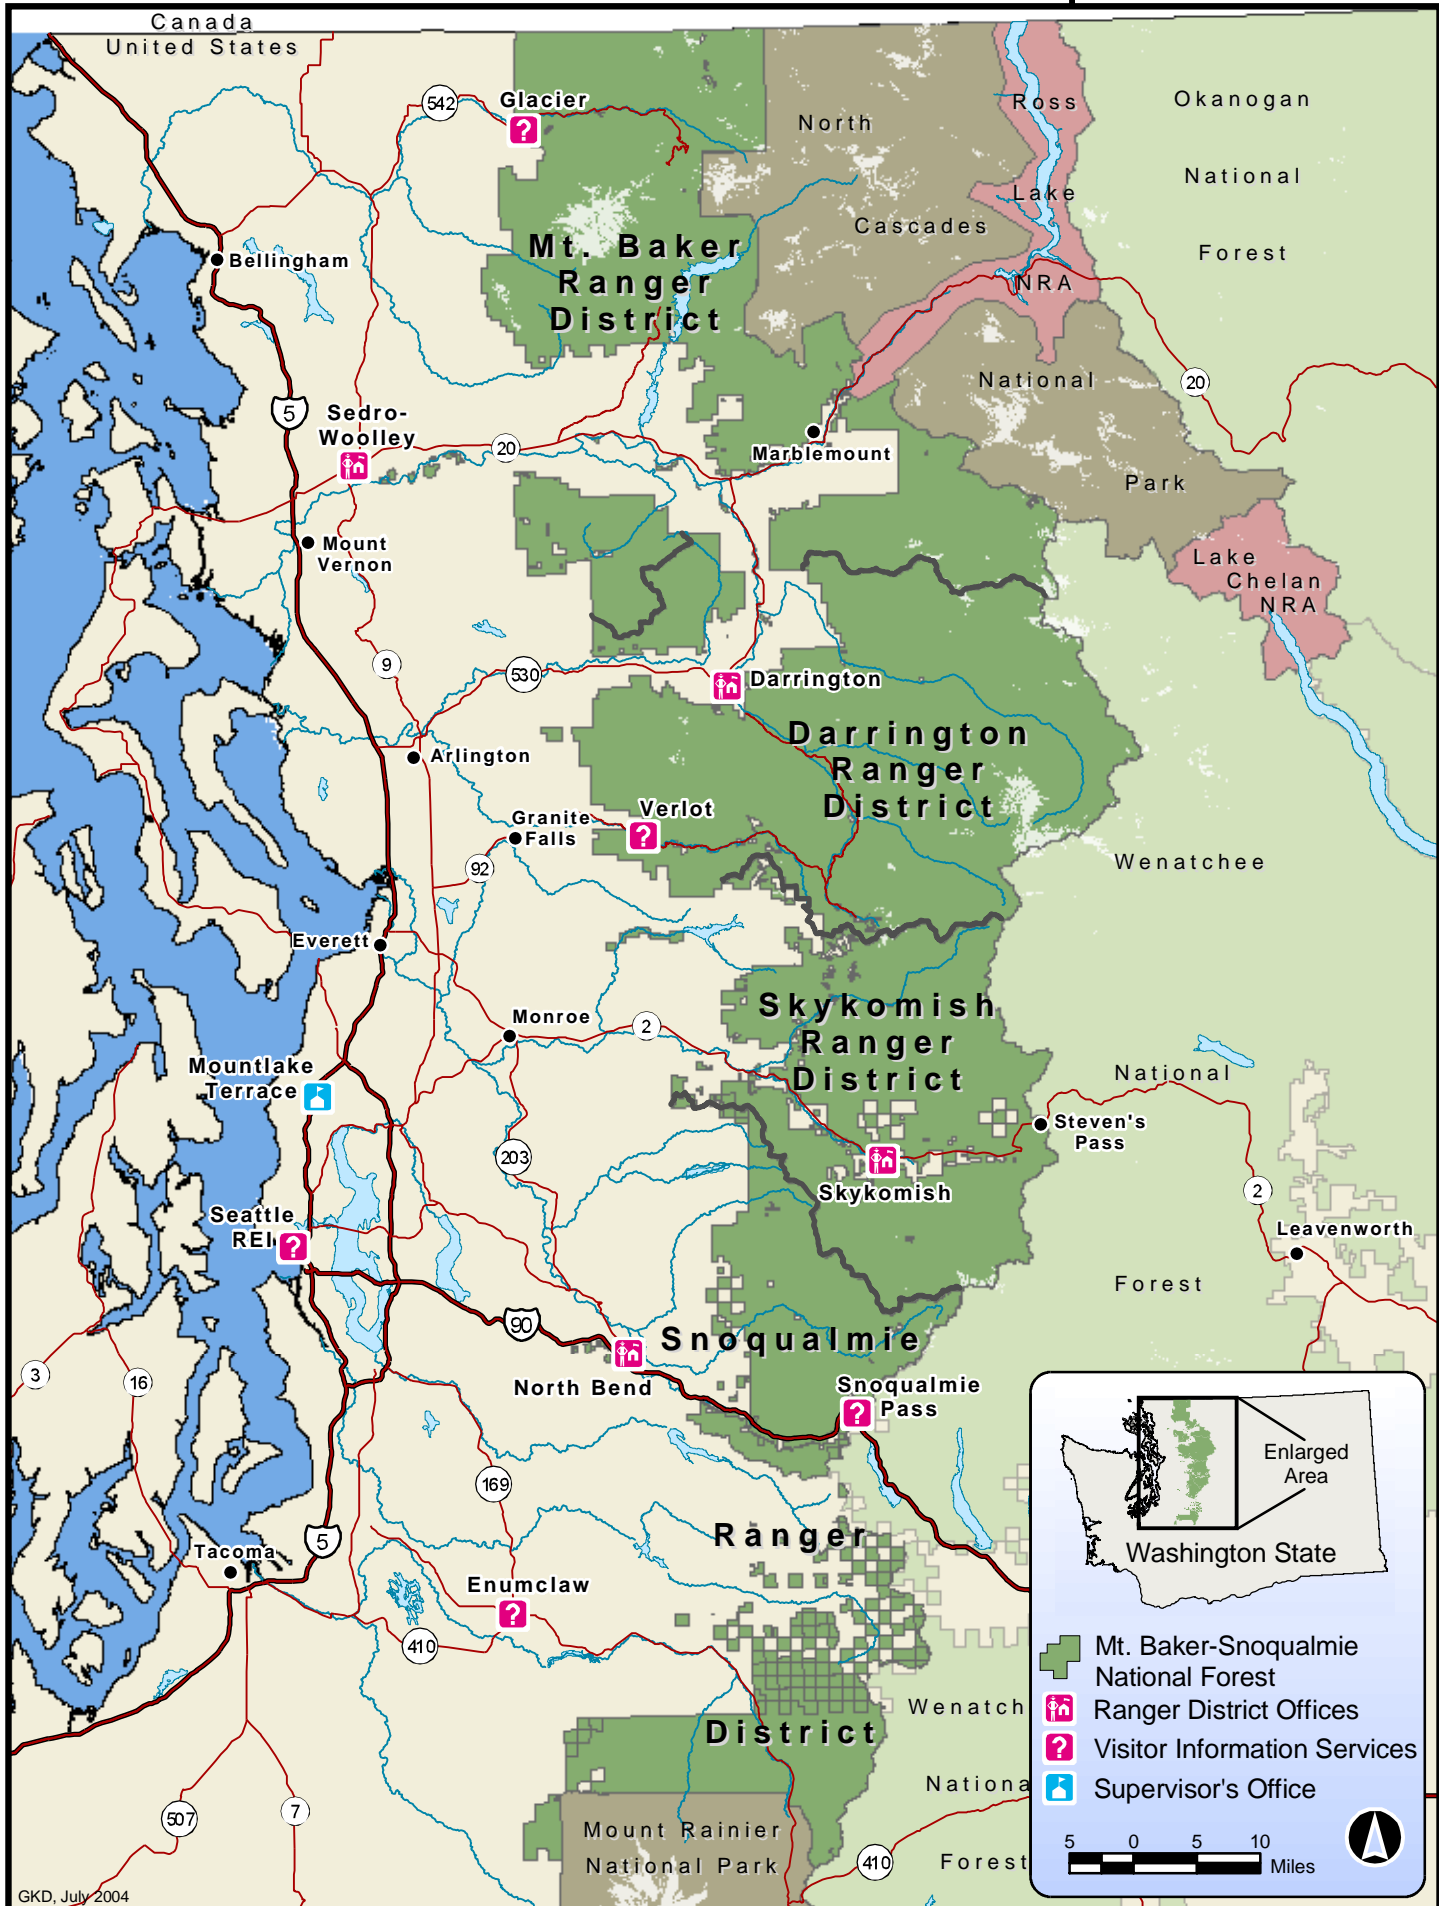 Canada
United States
542
Glacier
North
Ross
Okanogan
National
Lake
Cascades
Forest
Mt. Baker
Ranger
District
Bellingham
NRA
National
20
5
Sedro-
Woolley
20
Marblemount
Park
Mount
Vernon
Lake
Chelan
NRA
9
530
Darrington
Darrington
Ranger
District
Arlington
Verlot
Granite
Falls
92
Wenatchee
Everett
Skykomish
Ranger
District
Monroe
2
Mountlake
Terrace
National
Steven's
Pass
203
Skykomish
2
Seattle
REI
Leavenworth
Forest
90
Snoqualmie
3
16
North Bend
Snoqualmie
Pass
169
Enlarged
Area
5
Ranger
Tacoma
Washington State
Enumclaw
410
Mt. Baker-Snoqualmie
National Forest
Wenatch
Ranger District Offices
District
Visitor Information Services
Nationa
Supervisor's Office
507
7
Mount Rainier
National Park
410
Forest
5 0 5 10
Miles
GKD, July 2004